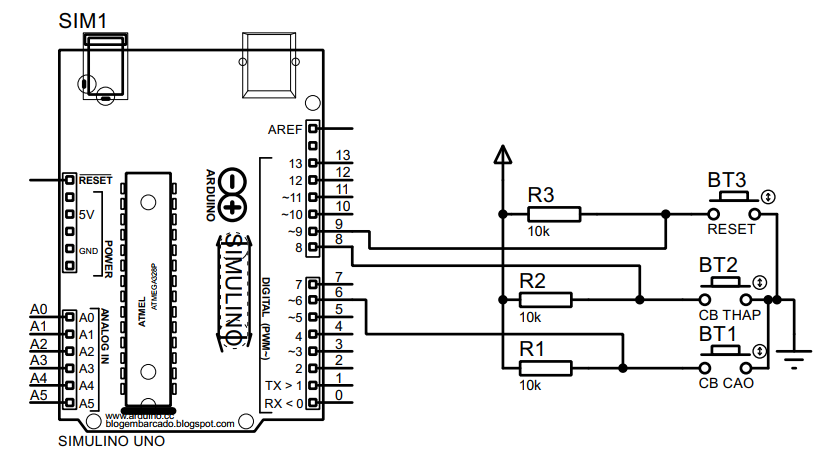 SIM1
AREF
13
13
12
12
~11
11
~10
10
~9
9
8
8
RESET
5V
GND
POWER
ARDUINO
SIMULINO
ATMEL
ATMEGA328P
DIGITAL (PWM~)
7
7
~6
6
~5
5
4
4
~3
3
2
2
TX > 1
1
RX < 0
0
ANALOG IN
A0
A0
A1
A1
A2
A2
A3
A3
A4
A4
A5
A5
www.arduino.cc
blogembarcado.blogspot.com
SIMULINO UNO
R3
10k
BT3
RESET
R2
10k
BT2
CB THAP
R1
10k
BT1
CB CAO